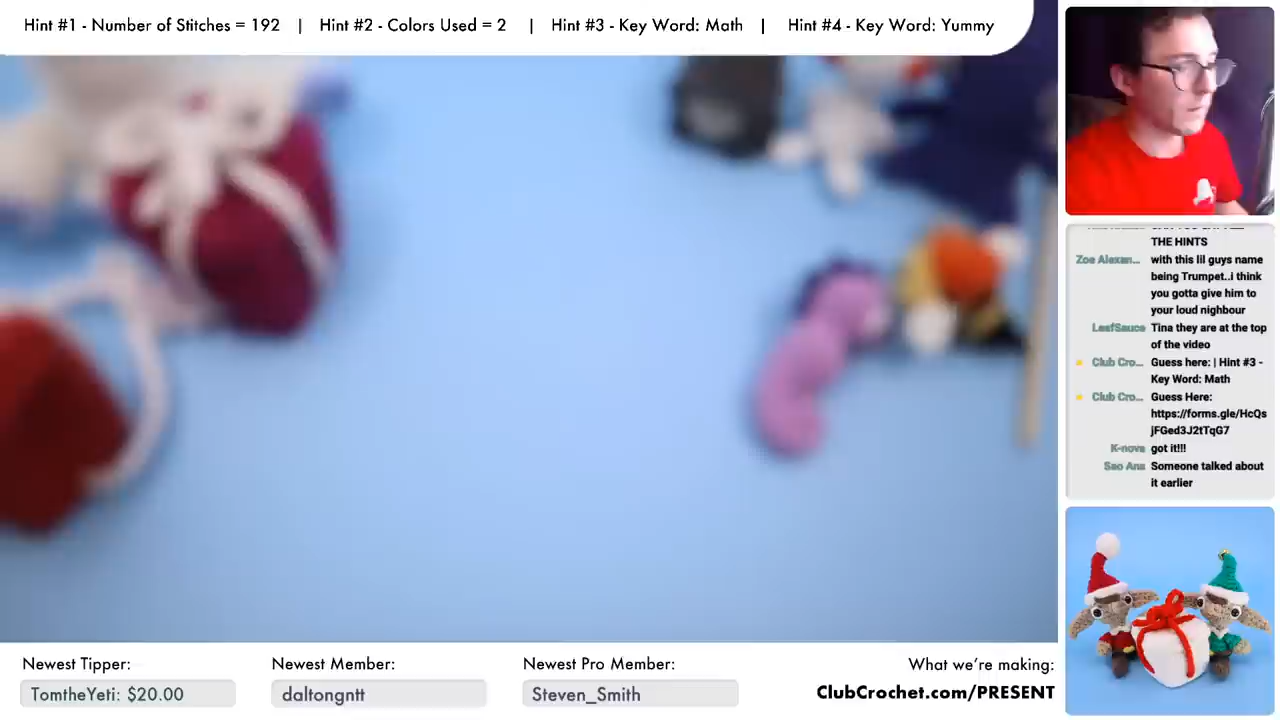 Hint #1 - Number of Stitches = 192 | Hint #2 - Colors Used = 2 | Hint #3 - Key Word: Math | Hint #4 - Key Word: Yummy
THE HINTS
Zoe Alexan... with this lil guys name
being Trumpet..i think
you gotta give him to
your loud nighbour
LeafSauce Tina they are at the top
of the video
Club Cro... Guess here: | Hint #3 -
Key Word: Math
Club Cro... Guess Here:
https://forms.gle/HcQs
jFGed3J2tTqG7
K-nova got it!!!
Sao Ana Someone talked about
it earlier
Newest Tipper: Newest Member: Newest Pro Member: What we're making:
TomtheYeti: $20.00 daltongntt Steven_Smith ClubCrochet.com/PRESENT